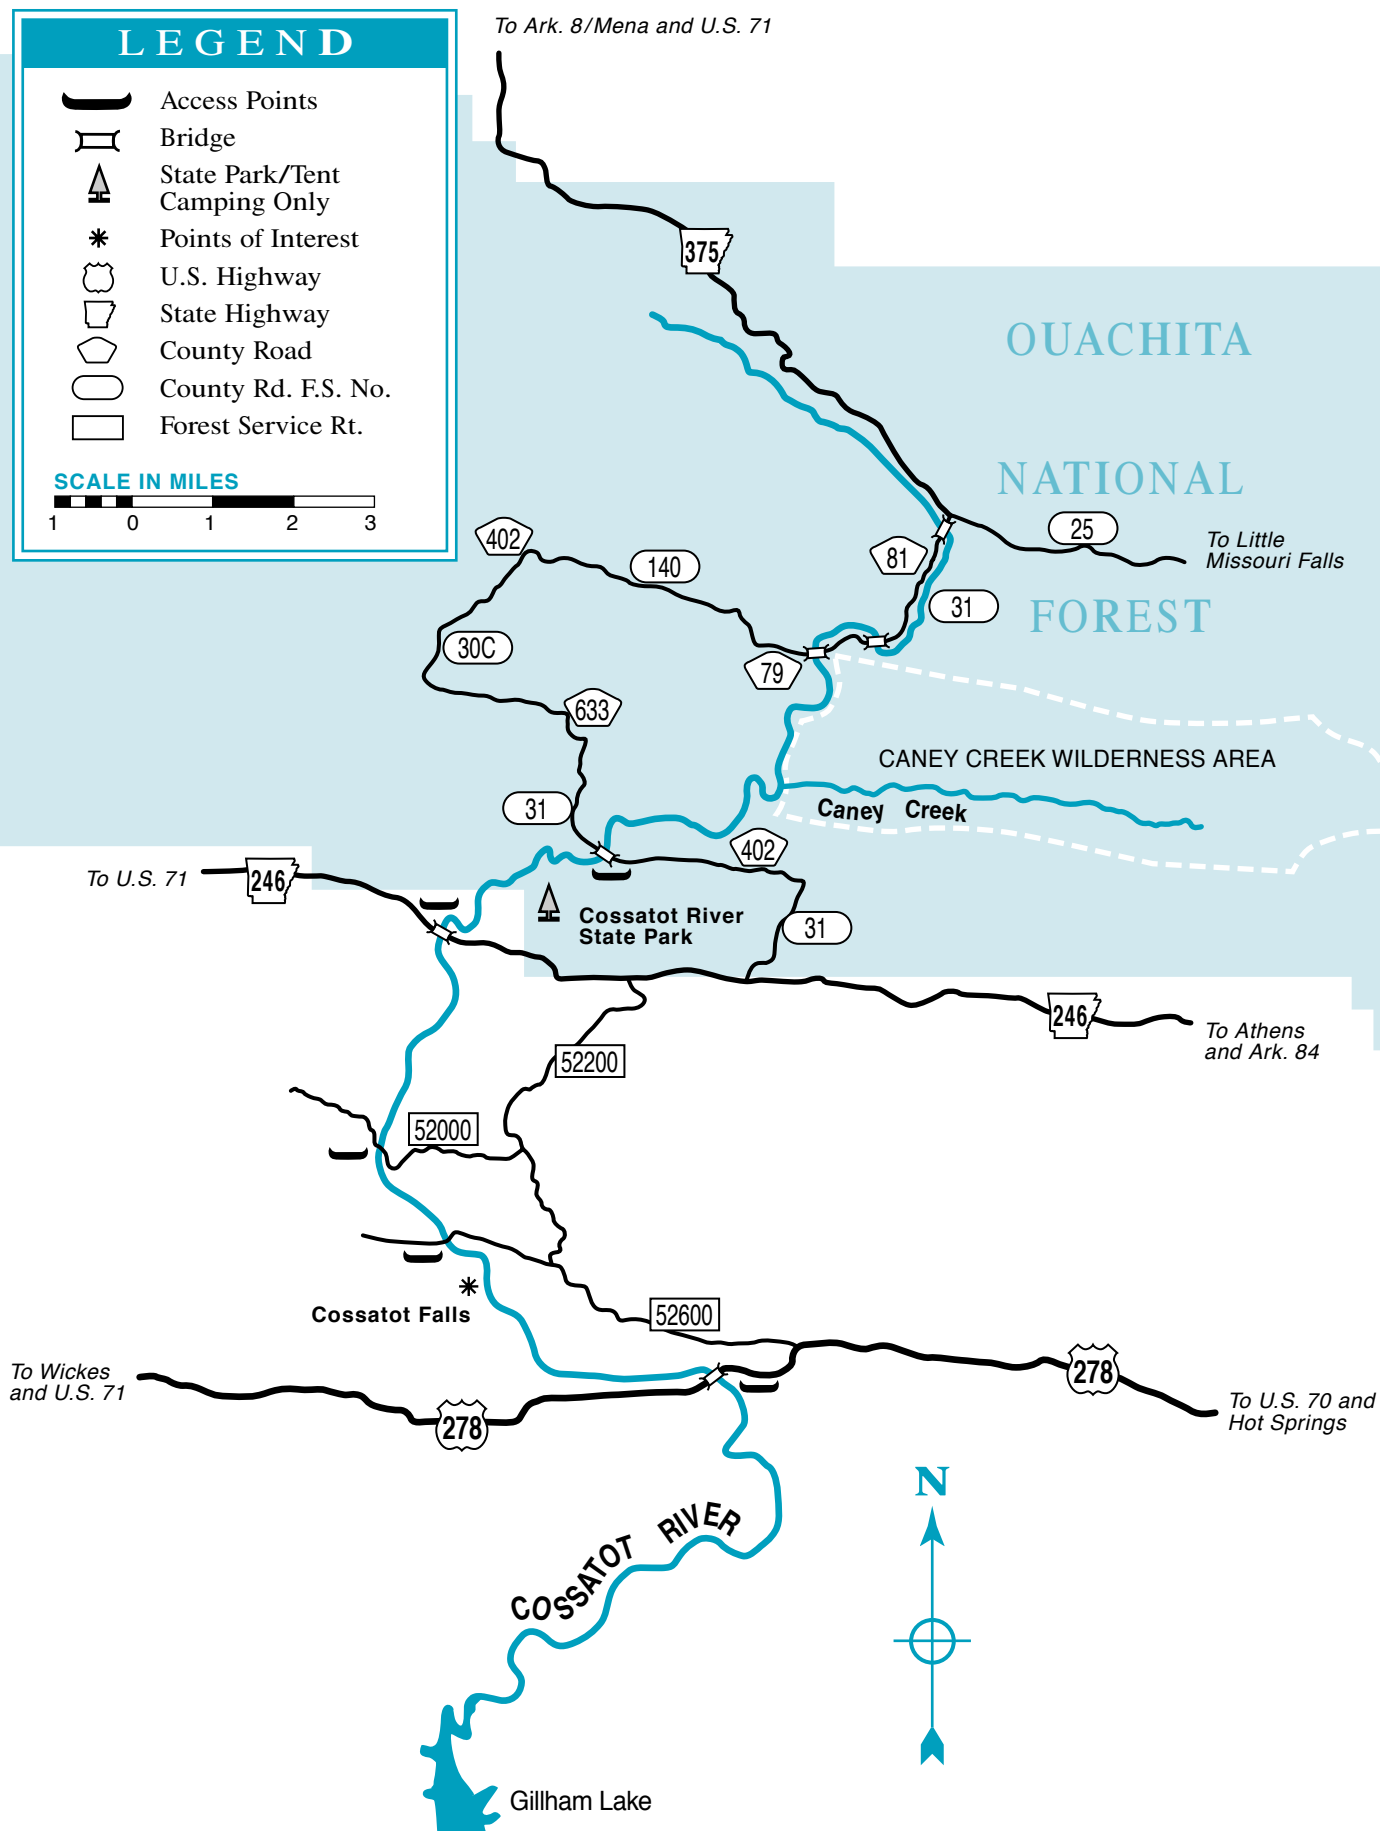 To Ark. 8/Mena and U.S. 71
LEGEND
Access Points
Bridge
State Park/Tent
Camping Only
Points of Interest
U.S. Highway
State Highway
County Road
County Rd. F.S. No.
Forest Service Rt.
SCALE IN MILES
1 0 1 2 3
375
OUACHITA
NATIONAL
FOREST
402
140
81
25
To Little
Missouri Falls
31
30C
79
633
CANEY CREEK WILDERNESS AREA
Caney Creek
31
402
To U.S. 71
246
Cossatot River
State Park
31
246
To Athens
and Ark. 84
52200
52000
Cossatot Falls
52600
To Wickes
and U.S. 71
278
278
To U.S. 70 and
Hot Springs
N
COSSATOT RIVER
Gillham Lake